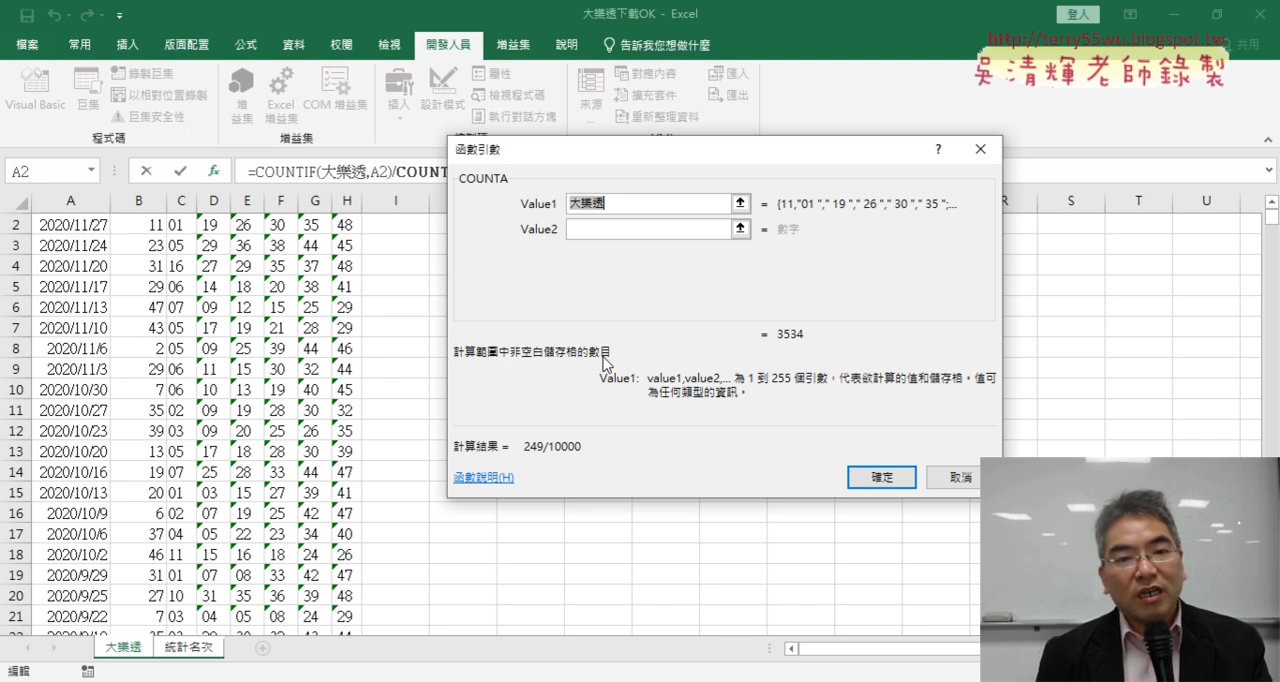 大樂透下載OK - Excel
登入
檔案 常用 插入 版面配置 公式 資料 校閱 檢視 開發人員 增益集 說明 告訴我您想做什麼 共用
http://terry55wu.blogspot.tw
吳清輝老師錄製
Visual Basic 巨集 錄製巨集 以相對位置錄製 巨集安全性
程式碼
增益集 Excel 增益集 COM 增益集
增益集
插入 設計模式 屬性 檢視程式碼 執行對話方塊
來源 對應內容 擴充套件 重新整理資料 匯入 匯出
A2 fx =COUNTIF(大樂透,A2)/COUNT
A B C D E F G H I R S T U
2 2020/11/27 11 01 19 26 30 35 48
3 2020/11/24 23 05 29 36 38 44 45
4 2020/11/20 31 16 27 29 35 37 48
5 2020/11/17 29 06 14 18 20 38 41
6 2020/11/13 47 07 09 12 15 25 29
7 2020/11/10 43 05 17 19 21 28 29
8 2020/11/6 2 05 09 25 39 44 46
9 2020/11/3 29 06 11 15 30 32 44
10 2020/10/30 7 06 10 13 19 40 45
11 2020/10/27 35 02 09 19 28 30 32
12 2020/10/23 39 03 09 20 25 26 35
13 2020/10/20 13 05 17 18 28 30 39
14 2020/10/16 19 07 25 28 33 44 47
15 2020/10/13 20 01 03 15 27 39 41
16 2020/10/9 6 02 07 19 25 42 47
17 2020/10/6 37 04 05 22 23 34 40
18 2020/10/2 46 11 15 16 18 24 26
19 2020/9/29 31 01 07 08 33 42 47
20 2020/9/25 27 10 31 35 36 39 48
21 2020/9/22 7 03 04 05 08 24 29
函數引數 ?
COUNTA
Value1 大樂透 = {11,"01 "," 19 "," 26 "," 30 "," 35 ";...
Value2 = 數字
= 3534
計算範圍中非空白儲存格的數目
Value1: value1,value2,... 為 1 到 255 個引數，代表欲計算的值和儲存格。值可
為任何類型的資訊。
計算結果 = 249/10000
函數說明(H)
確定 取消
大樂透 統計名次
編輯